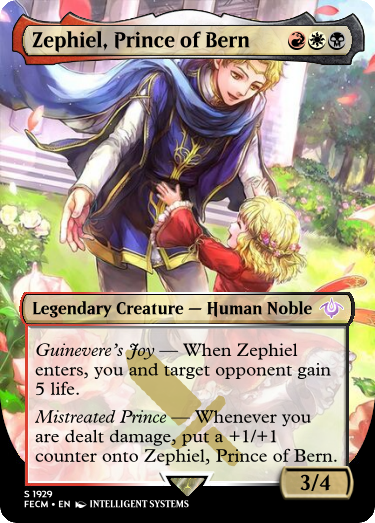 Zephiel, Prince of Bern
Legendary Creature — Human Noble
Guinevere's Joy — When Zephiel
enters, you and target opponent gain
5 life.
Mistreated Prince — Whenever you
are dealt damage, put a +1/+1
counter onto Zephiel, Prince of Bern.
3/4
S 1929
FECM • EN INTELLIGENT SYSTEMS